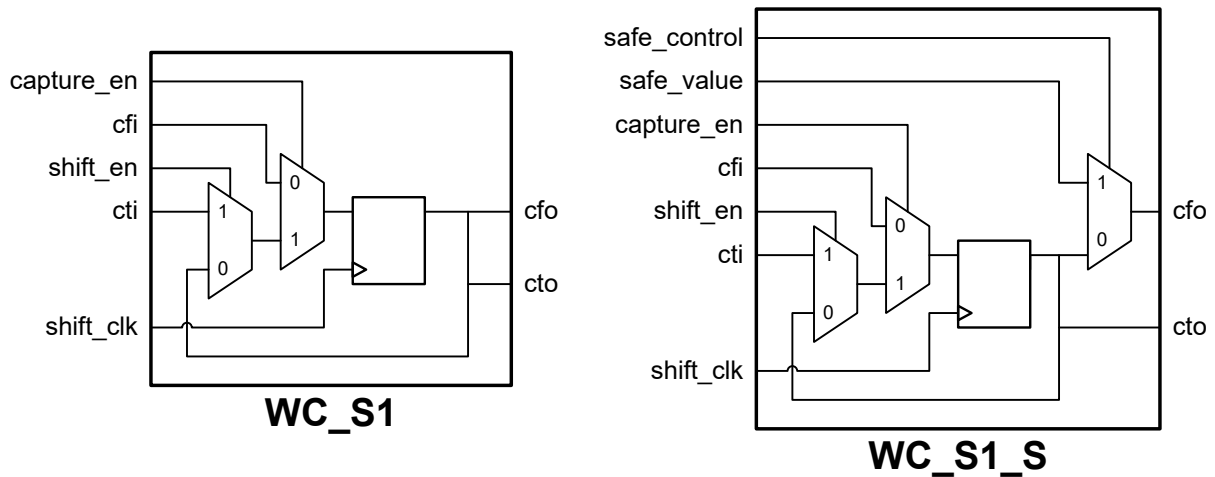 capture_en
cfi
shift_en
cti
shift_clk
0
1
1
0
cfo
cto
WC_S1
safe_control
safe_value
capture_en
cfi
shift_en
cti
shift_clk
1
0
0
1
1
0
cfo
cto
WC_S1_S